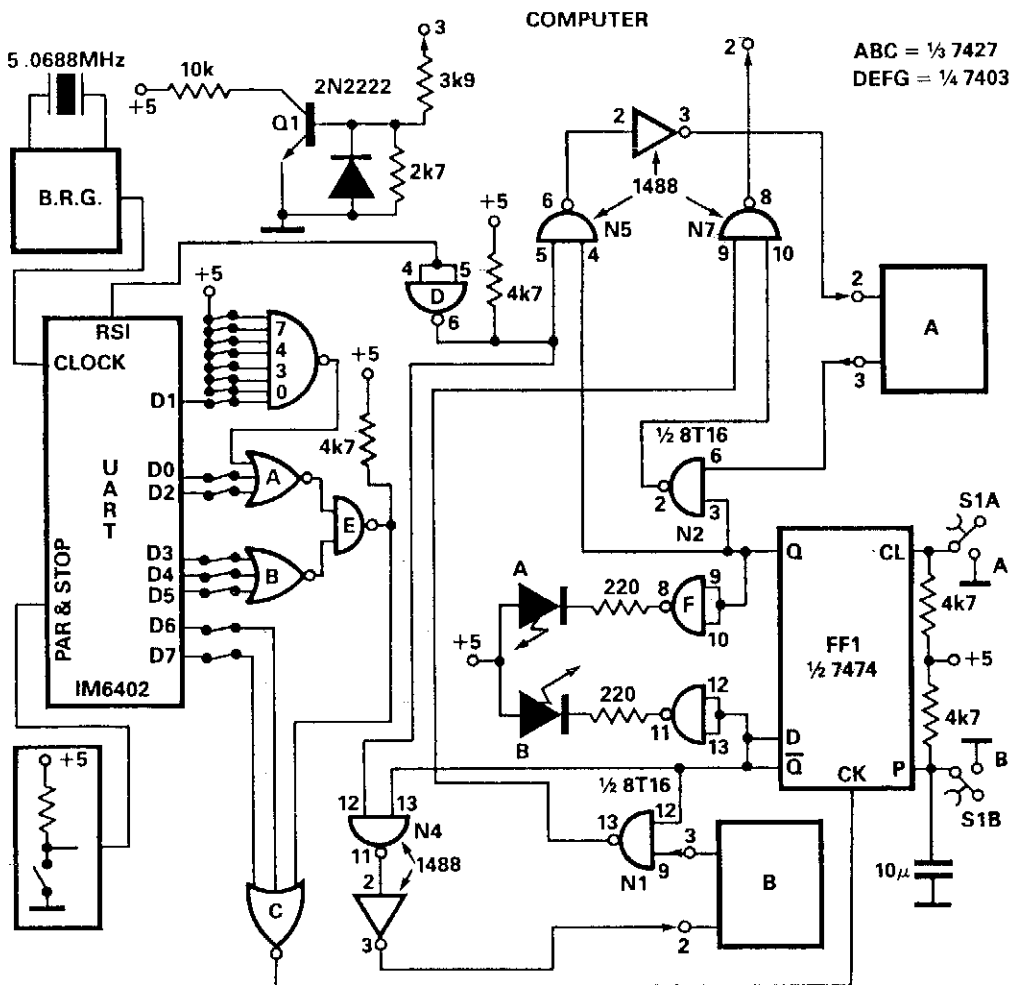 COMPUTER
5 .0688MHz
10k
+5
2N2222
Q1
3
3k9
2k7
2
ABC = ⅓ 7427
DEFG = ¼ 7403
B.R.G.
2
3
1488
6
N5
5
4
8
N7
9
10
+5
4k7
4
5
D
6
2
A
3
RSI
CLOCK
+5
7
4
3
0
D1
+5
4k7
UART
D0
D2
A
E
D3
D4
D5
B
D6
D7
PAR & STOP
IM6402
½ 8T16
6
2
3
N2
Q
CL
S1A
A
4k7
A
220
8
F
9
10
+5
FF1
½ 7474
+5
B
220
11
12
13
D
Q
CK
P
4k7
B
S1B
½ 8T16
12
13
N4
11
1488
2
3
13
12
9
N1
3
B
2
10μ
+5
C